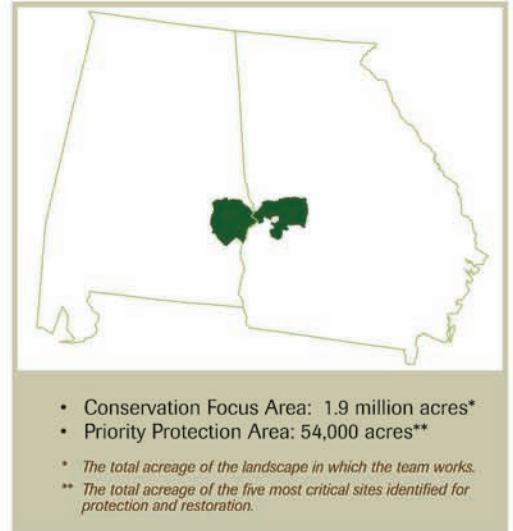 • Conservation Focus Area: 1.9 million acres*
• Priority Protection Area: 54,000 acres**
* The total acreage of the landscape in which the team works.
** The total acreage of the five most critical sites identified for
protection and restoration.